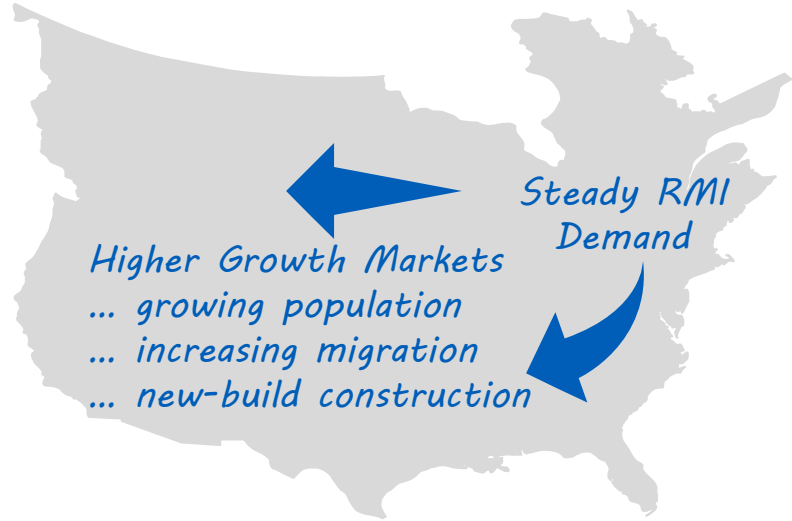 Steady RMI
Demand
Higher Growth Markets
... growing population
... increasing migration
... new-build construction